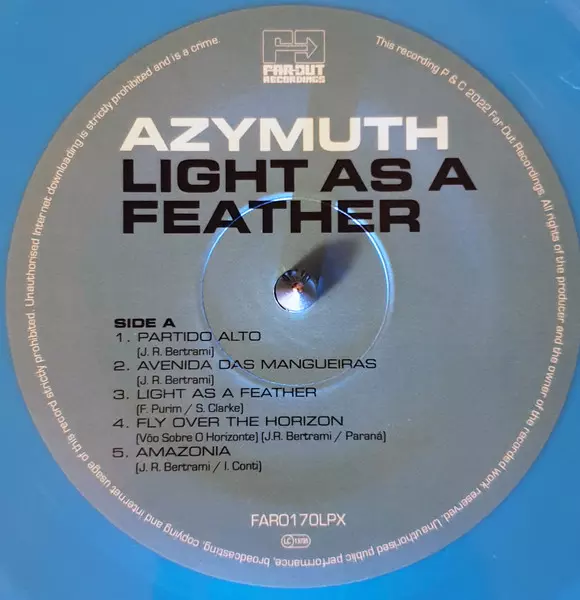 FAR OUT
RECORDINGS
AZYMUTH
LIGHT AS A
FEATHER
SIDE A
1. PARTIDO ALTO
(J. R. Bertrami)
2. AVENIDA DAS MANGUEIRAS
(J. R. Bertrami)
3. LIGHT AS A FEATHER
(F. Purim / S. Clarke)
4. FLY OVER THE HORIZON
(Vôo Sobre O Horizonte) (J.R. Bertrami / Paraná)
5. AMAZONIA
(J. R. Bertrami / I. Conti)
FARO170LPX
LC
This recording P & C 2022 Far Out Recordings. All rights of the producer and the owner of the recorded work reserved. Unauthorised public performance, broadcasting, copying and internet usage of this record strictly prohibited. Unauthorised Internet downloading is strictly prohibited and is a crime.